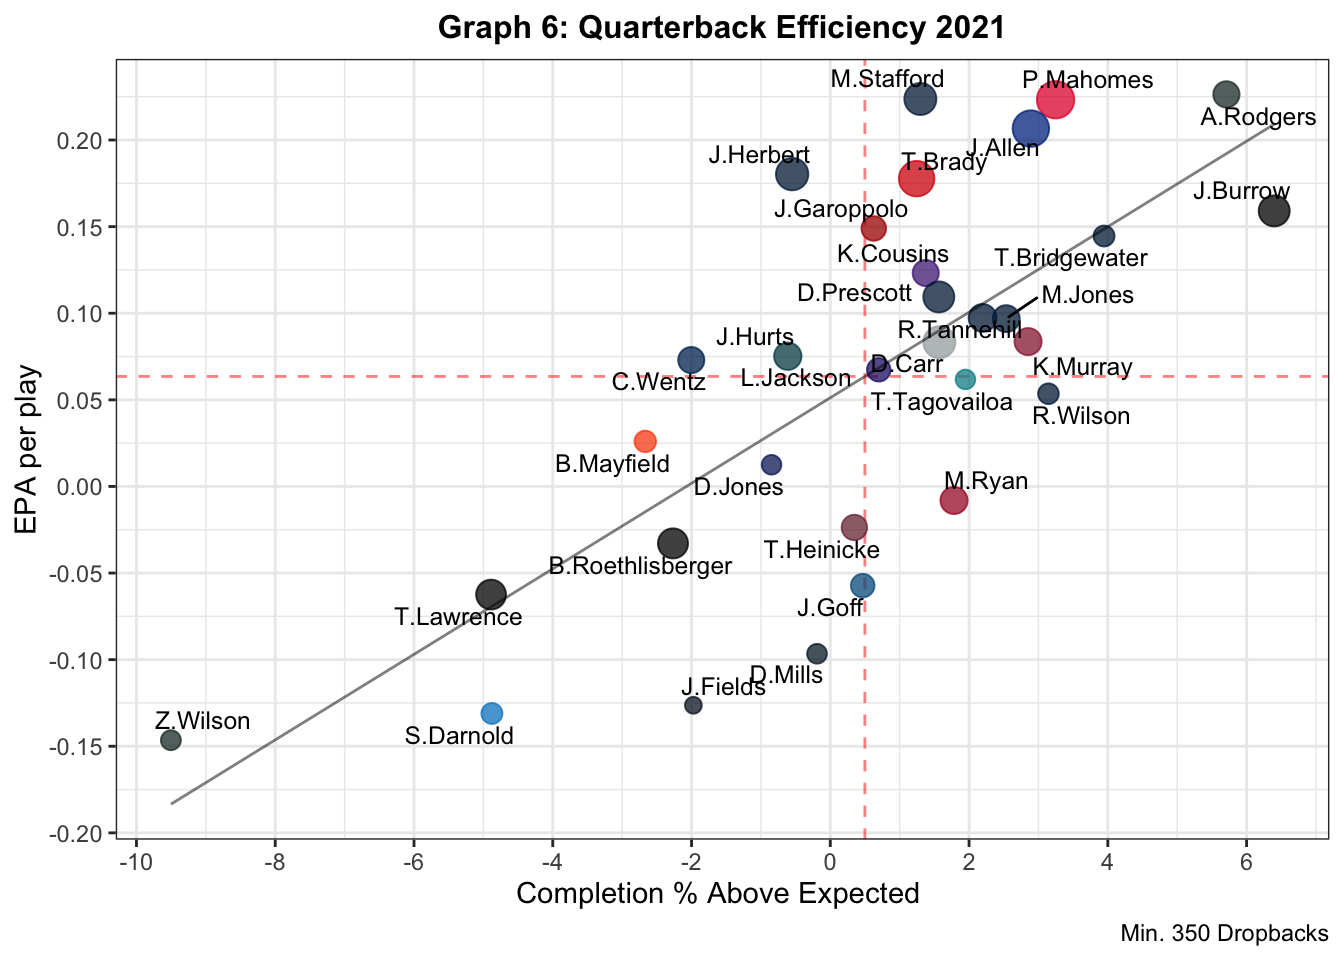 Graph 6: Quarterback Efficiency 2021
M.Stafford
P.Mahomes
A.Rodgers
J.Allen
J.Herbert
T.Brady
J.Burrow
J.Garoppolo
K.Cousins
T.Bridgewater
D.Prescott
M.Jones
R.Tannehill
J.Hurts
D.Carr
K.Murray
C.Wentz
L.Jackson
T.Tagovailoa
R.Wilson
B.Mayfield
D.Jones
M.Ryan
T.Heinicke
B.Roethlisberger
J.Goff
T.Lawrence
D.Mills
J.Fields
Z.Wilson
S.Darnold
EPA per play
0.20
0.15
0.10
0.05
0.00
-0.05
-0.10
-0.15
-0.20
-10 -8 -6 -4 -2 0 2 4 6
Completion % Above Expected
Min. 350 Dropbacks